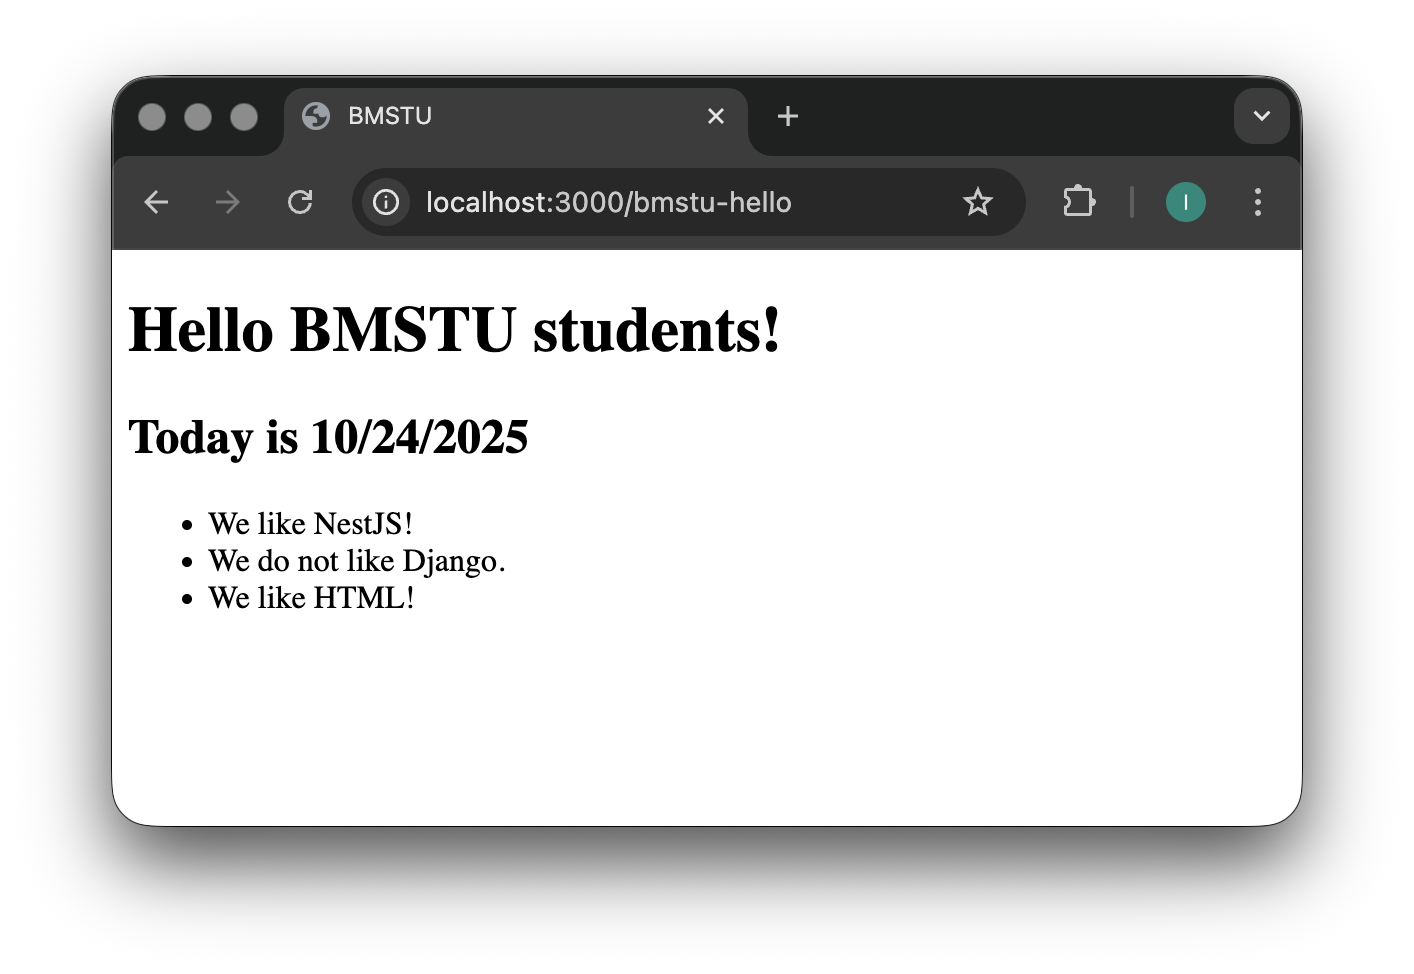 BMSTU
localhost:3000/bmstu-hello
I
Hello BMSTU students!
Today is 10/24/2025
We like NestJS!
We do not like Django.
We like HTML!